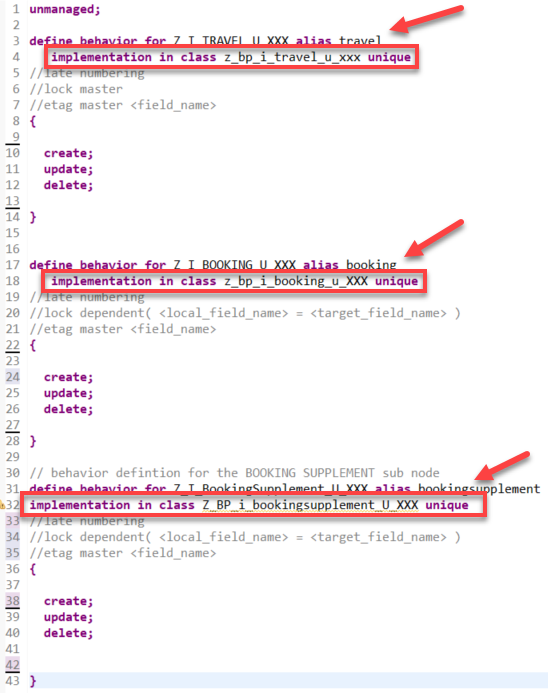 1 unmanaged;
2
3 define behavior for Z_I_TRAVEL_U_XXX alias travel
4 implementation in class z_bp_i_travel_u_xxx unique
5 //late numbering
6 //lock master
7 //etag master <field_name>
8 {
9
10 create;
11 update;
12 delete;
13
14 }
15
16
17 define behavior for Z_I_BOOKING_U_XXX alias booking
18 implementation in class z_bp_i_booking_u_XXX unique
19 //late numbering
20 //lock dependent( <local_field_name> = <target_field_name> )
21 //etag master <field_name>
22 {
23
24 create;
25 update;
26 delete;
27
28 }
29
30 // behavior defintion for the BOOKING SUPPLEMENT sub node
31 define behavior for Z_I_BookingSupplement_U_XXX alias bookingsupplement
32 implementation in class Z_BP_i_bookingsupplement_U_XXX unique
33 //late numbering
34 //lock dependent( <local_field_name> = <target_field_name> )
35 //etag master <field_name>
36 {
37
38 create;
39 update;
40 delete;
41
42
43 }